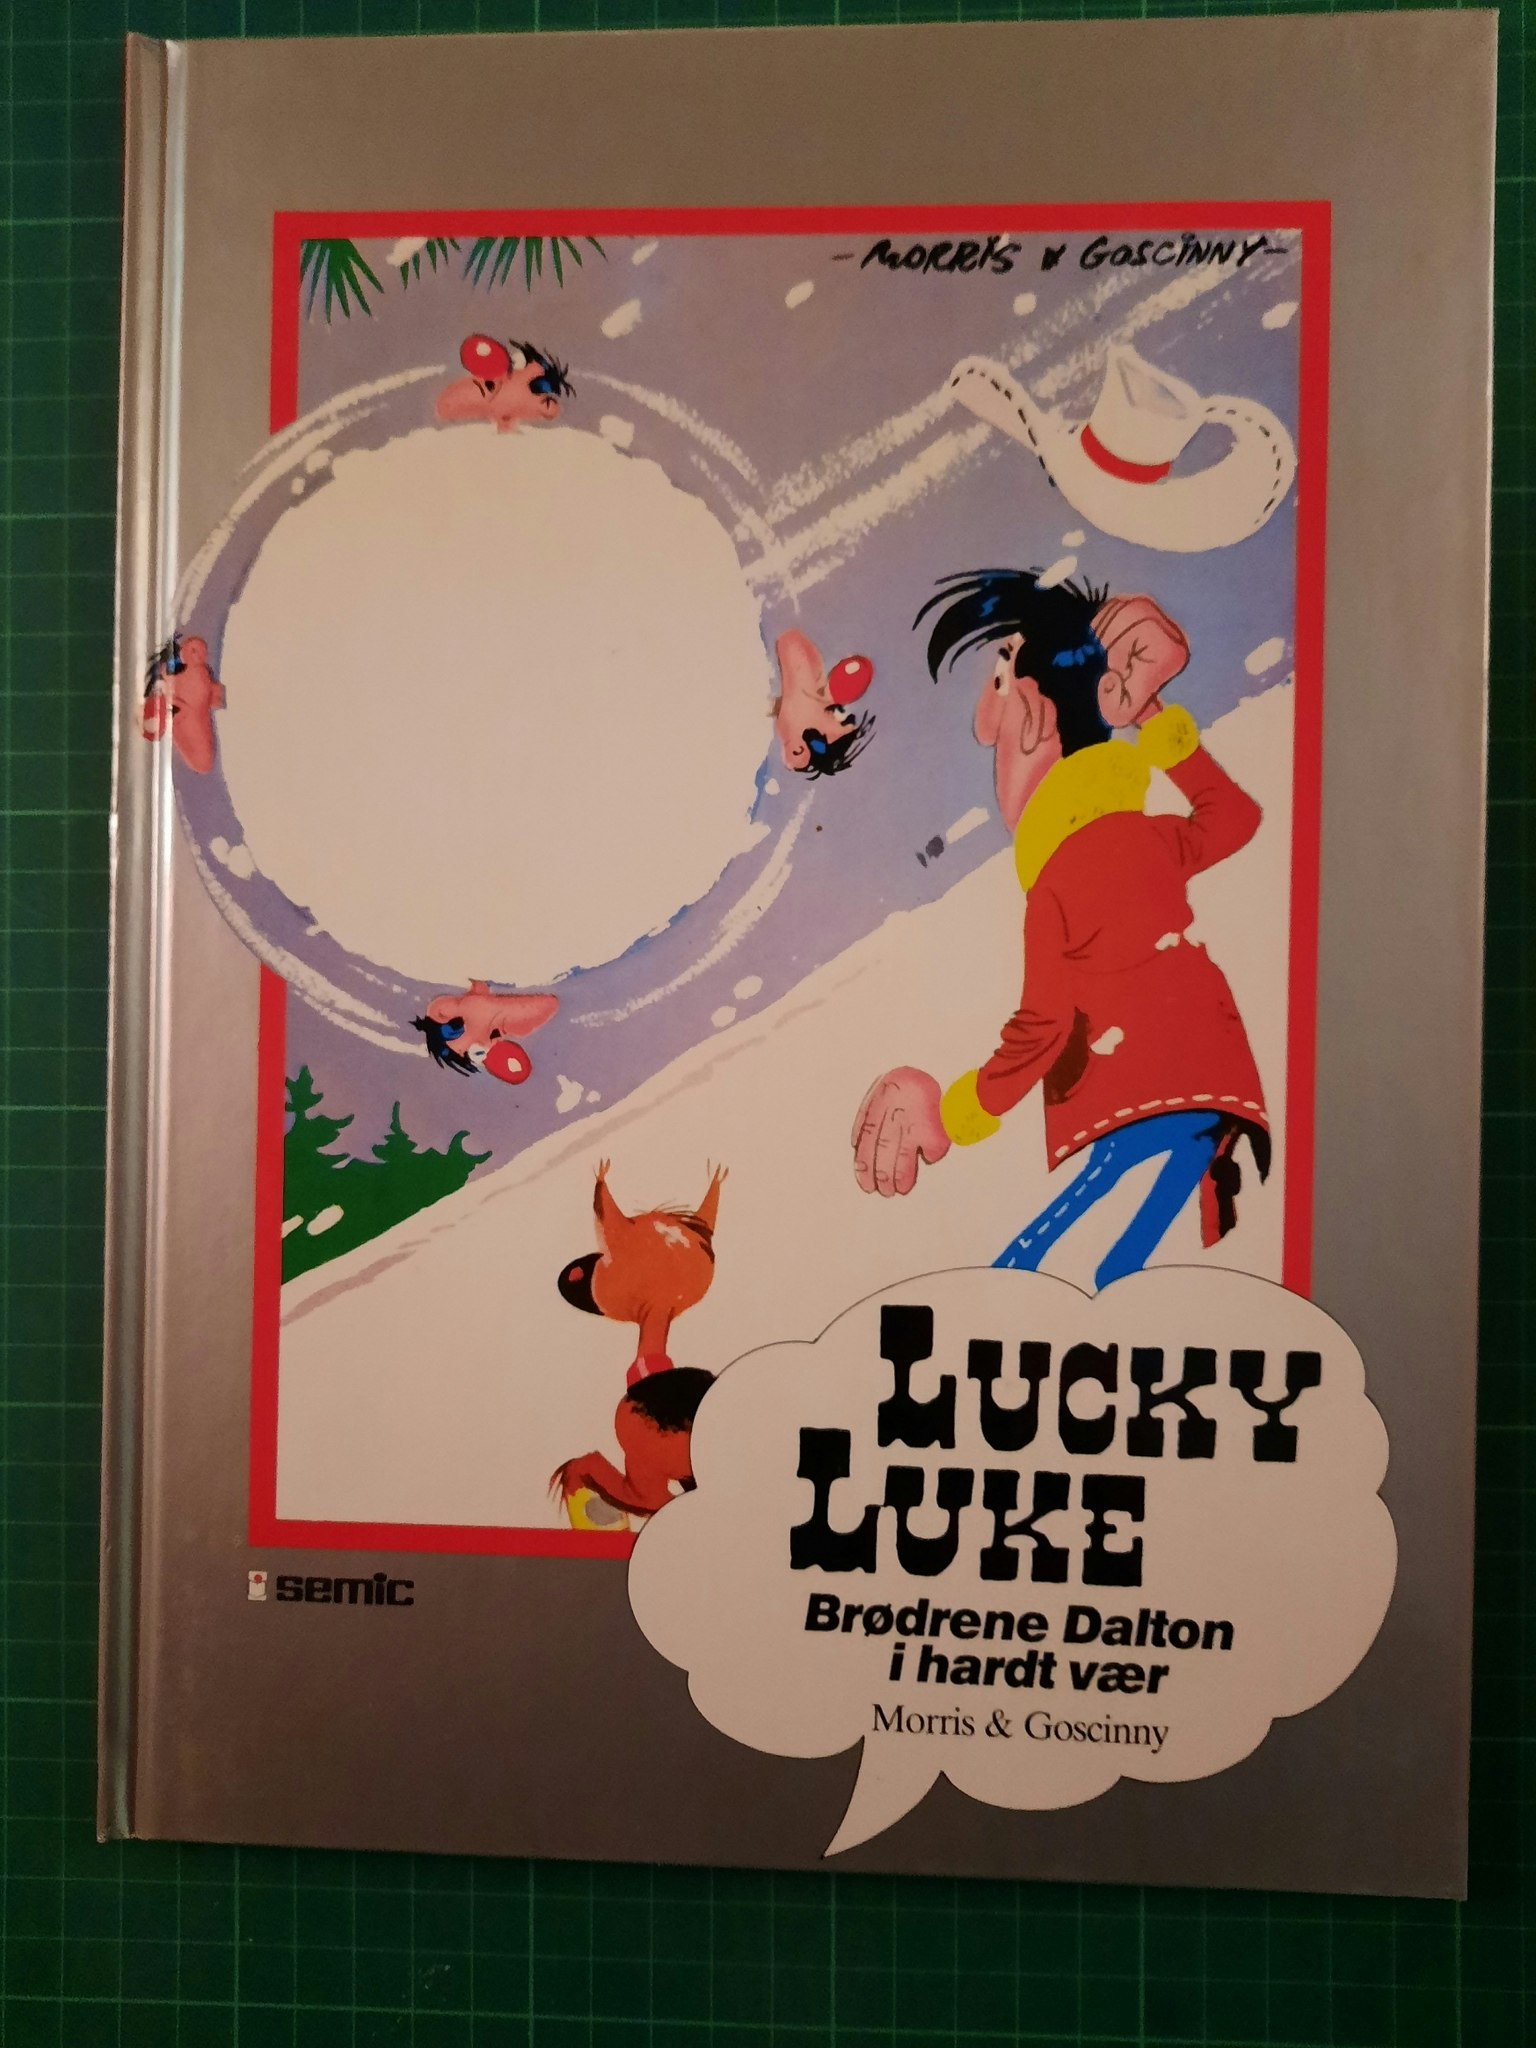 -MORRIS & GOSCINNY-
LUCKY
LUKE
Brødrene Dalton
i hardt vær
Morris & Goscinny
semic